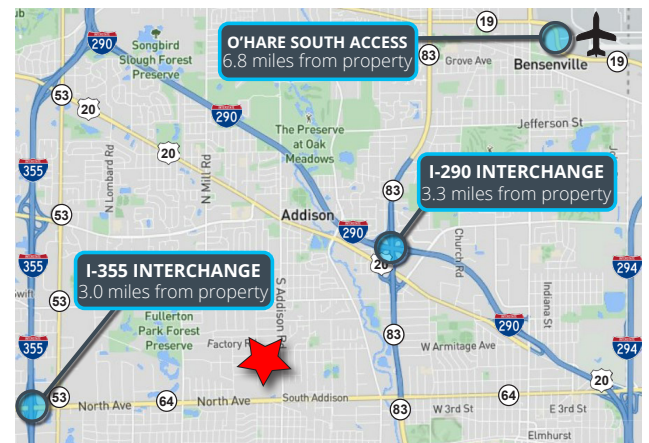 19
290
Songbird
Slough Forest
Preserve
O'HARE SOUTH ACCESS
6.8 miles from property
83
Grove Ave
Bensenville
19
53
20
290
Jefferson St
The Preserve
at Oak
Meadows
355
N Lombard Rd
20
N Mill Rd
I-290 INTERCHANGE
3.3 miles from property
83
53
Addison
290
20
Church Rd
I-355 INTERCHANGE
3.0 miles from property
355
294
S Addison Rd
Indiana St
53
Fullerton
Park Forest
Preserve
290
355
Factory
83
W Armitage Ave
294
20
53
North Ave
64
North Ave
South Addison
64
83
W 3rd St
E 3rd St
Elmhurst